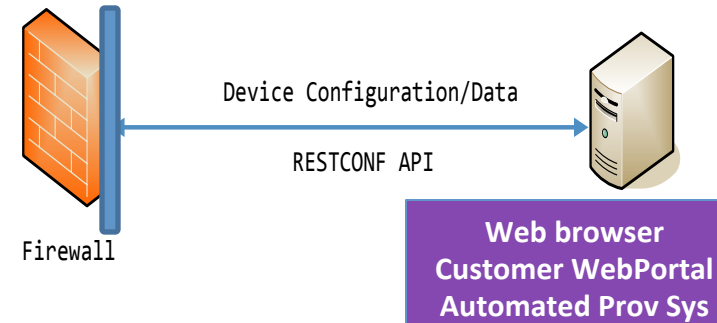 Device Configuration/Data
RESTCONF API
Firewall
Web browser
Customer WebPortal
Automated Prov Sys